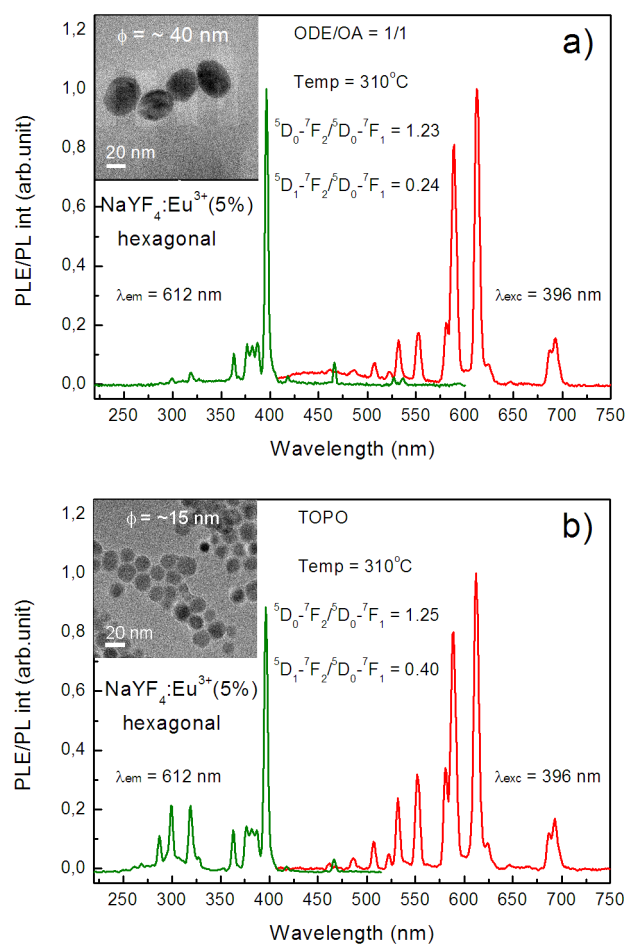 1,2
1,0
0,8
0,6
0,4
0,2
0,0
PLE/PL int (arb.unit)
ϕ = ~ 40 nm
20 nm
ODE/OA = 1/1
a)
Temp = 310°C
⁵D₀-⁷F₂/⁵D₀-⁷F₁ = 1.23
⁵D₁-⁷F₂/⁵D₀-⁷F₁ = 0.24
NaYF₄:Eu³⁺(5%)
hexagonal
λem = 612 nm
λexc = 396 nm
250 300 350 400 450 500 550 600 650 700 750
Wavelength (nm)
1,2
1,0
0,8
0,6
0,4
0,2
0,0
PLE/PL int (arb.unit)
ϕ = ~15 nm
20 nm
TOPO
b)
Temp = 310°C
⁵D₀-⁷F₂/⁵D₀-⁷F₁ = 1.25
⁵D₁-⁷F₂/⁵D₀-⁷F₁ = 0.40
NaYF₄:Eu³⁺(5%)
hexagonal
λem = 612 nm
λexc = 396 nm
250 300 350 400 450 500 550 600 650 700 750
Wavelength (nm)